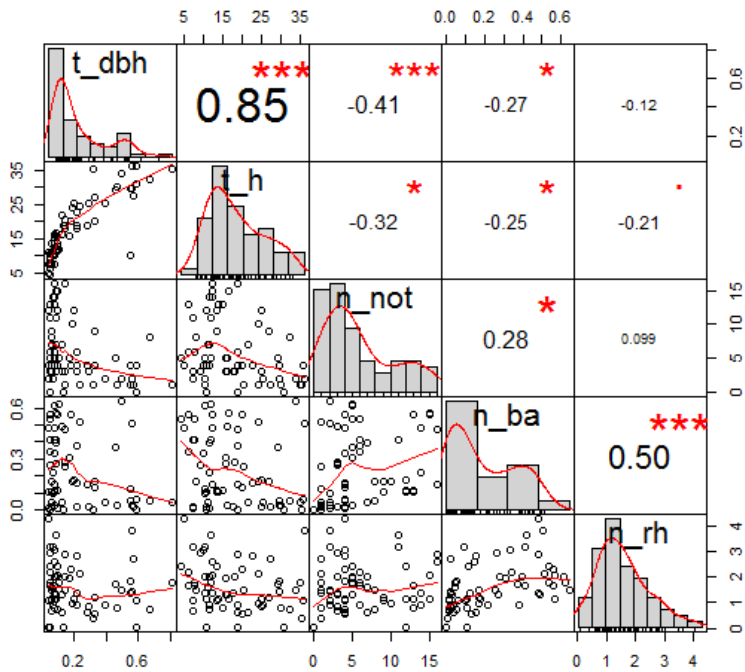 5 15 25 35 0.0 0.2 0.4 0.6
t_dbh *** *** *
0.85 -0.41 -0.27 -0.12
0.2 0.6
t_h * * .
-0.32 -0.25 -0.21
5 15 25 35
n_not *
0.28 0.099
0 5 10 15
n_ba ***
0.50
0.0 0.3 0.6
n_rh
0 1 2 3 4
0.2 0.6 0 5 10 15 0 1 2 3 4